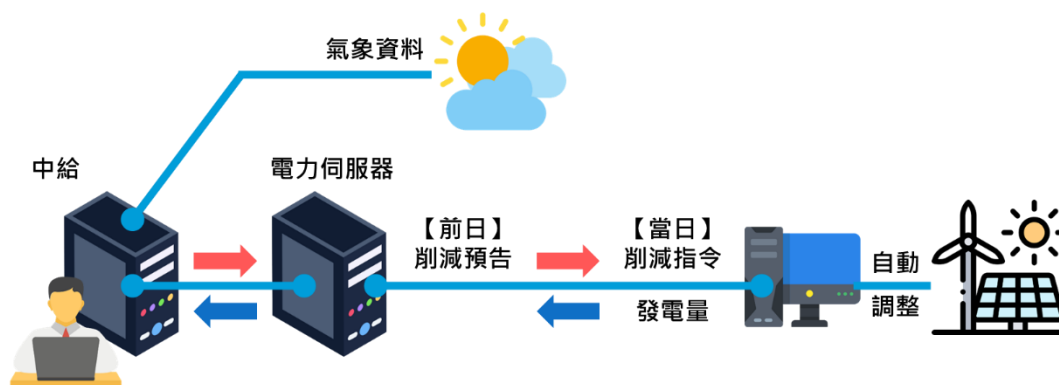 氣象資料
中給
電力伺服器
【前日】
削減預告
【當日】
削減指令
發電量
自動
調整